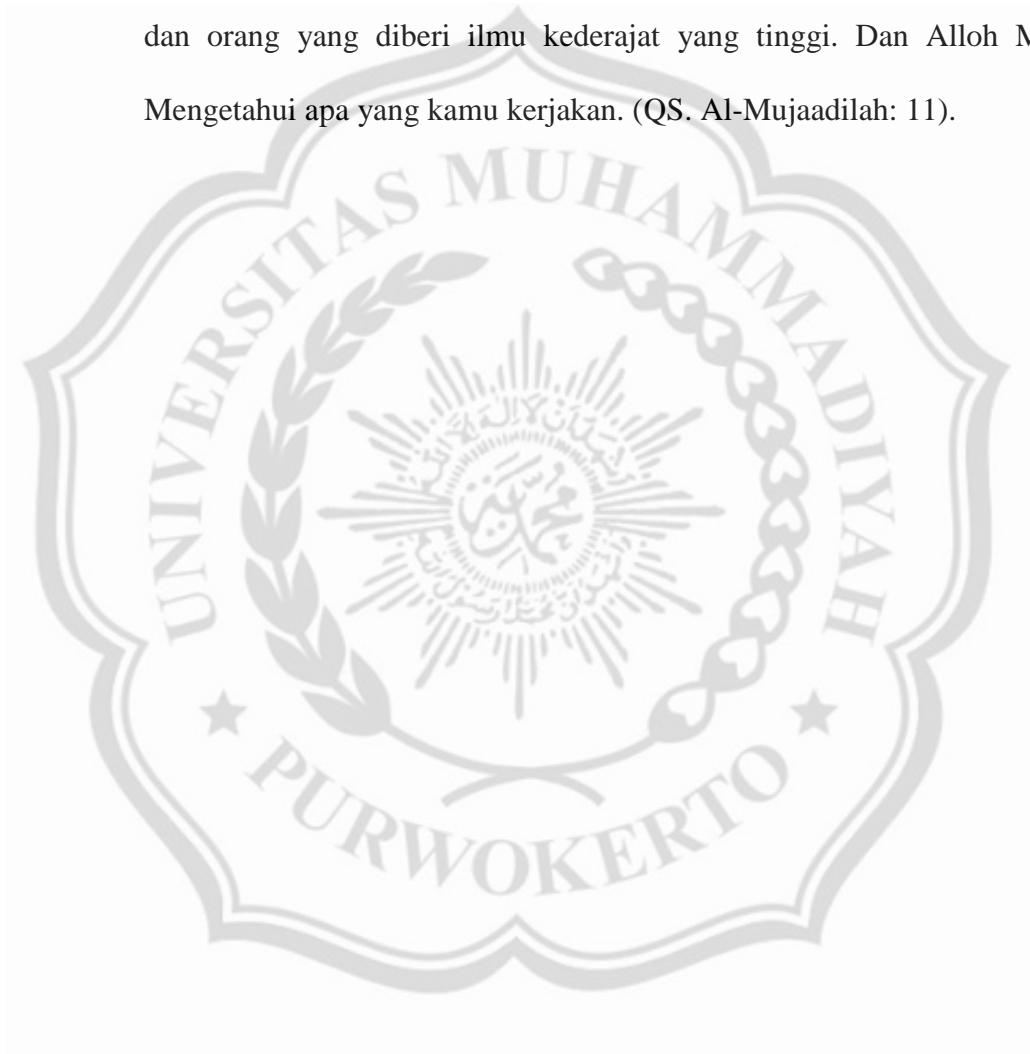 dan orang yang diberi ilmu kederajat yang tinggi. Dan Alloh M
Mengetahui apa yang kamu kerjakan. (QS. Al-Mujaadilah: 11).
UNIVERSITAS MUHAMMADIYAH
PURWOKERTO
محمد